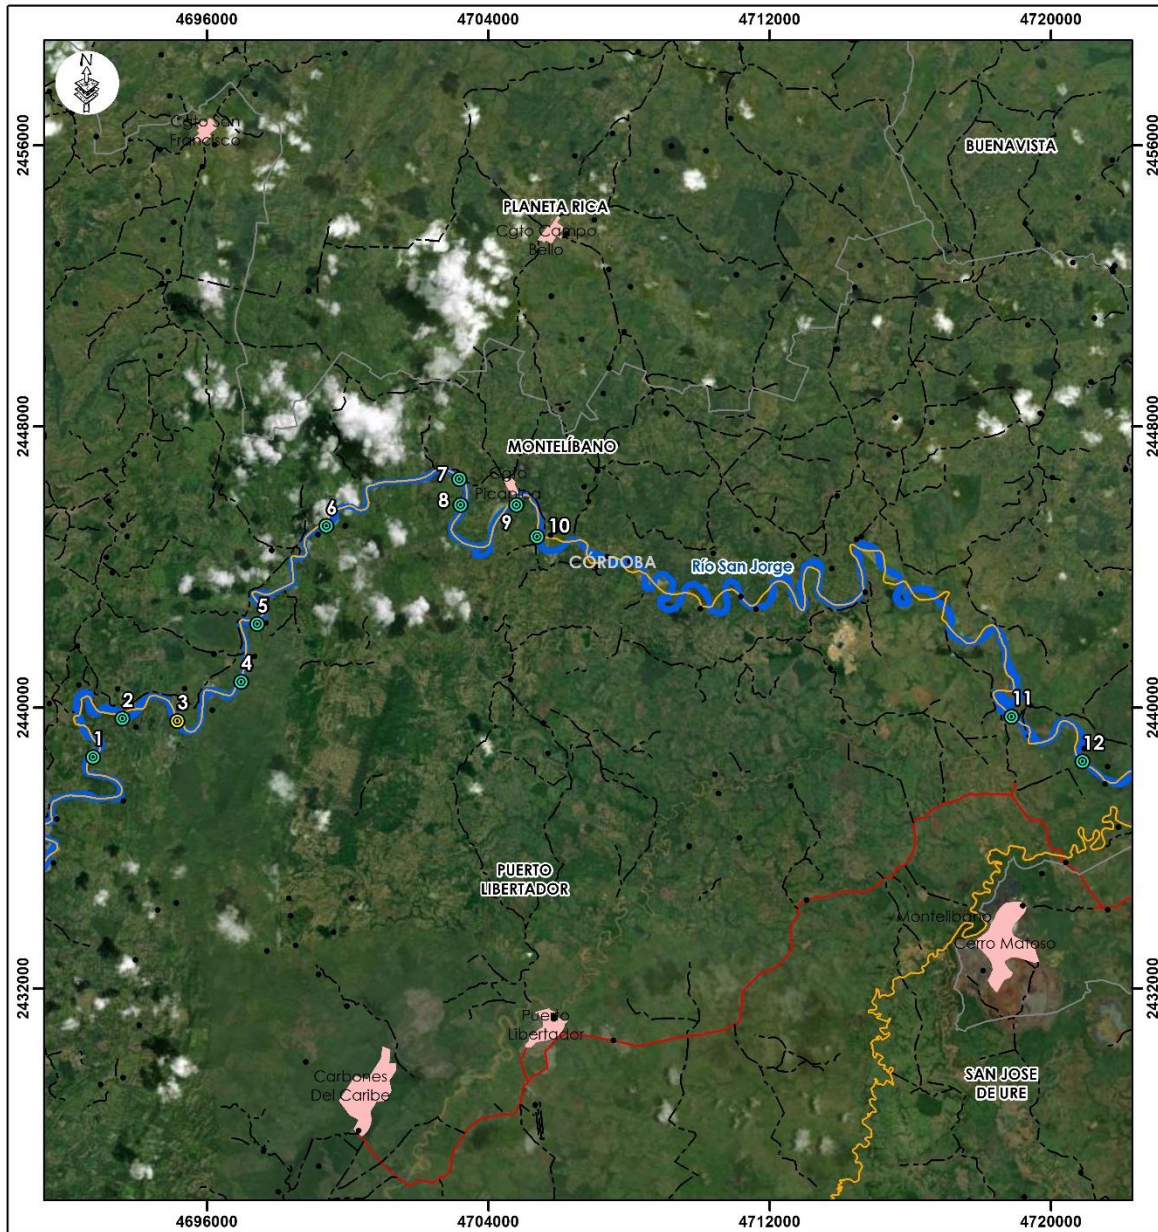 4696000
4704000
4712000
4720000
N
2456000
2456000
Cgto San
Francisco
BUENAVISTA
PLANETA RICA
Cgto Campo
Bello
2448000
2448000
MONTELÍBANO
7
Cgto
Picapica
8
6
9
10
CÓRDOBA
Río San Jorge
5
4
2
3
1
11
12
2440000
2440000
PUERTO
LIBERTADOR
Montelibano
Cerro Matoso
2432000
2432000
Puerto
Libertador
Carbones
Del Caribe
SAN JOSE
DE URE
4696000
4704000
4712000
4720000